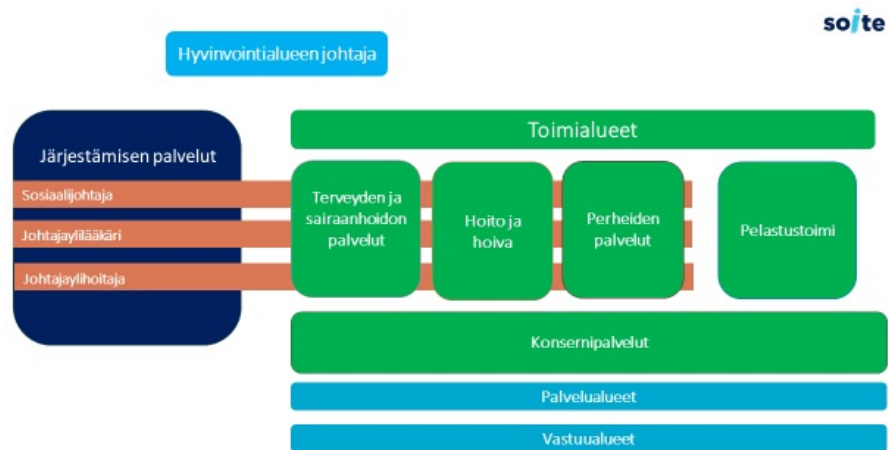 soite
Hyvinvointialueen johtaja
Toimialueet
Järjestämisen palvelut
Sosiaalijohtaja
Johtajaylilääkäri
Johtajaylihoitaja
Terveyden ja
sairaanhoidon
palvelut
Hoito ja
hoiva
Perheiden
palvelut
Pelastustoimi
Konsernipalvelut
Palvelualueet
Vastuualueet